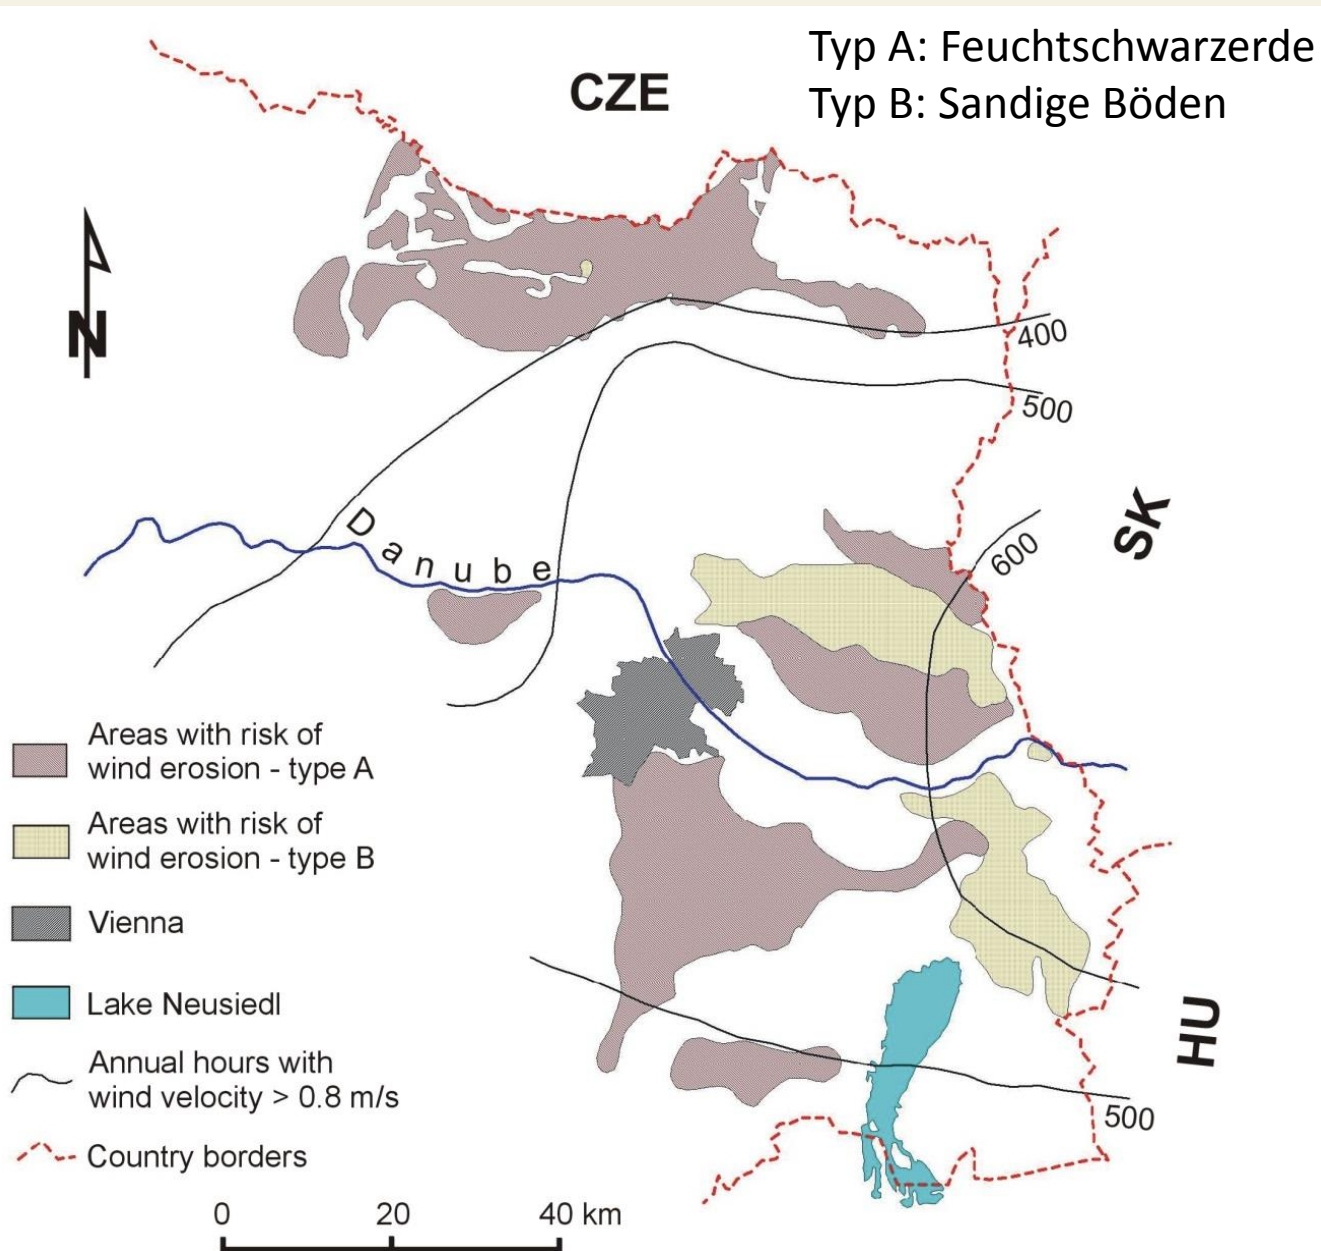 Typ A: Feuchtschwarzerde
Typ B: Sandige Böden
CZE
N
400
500
SK
600
Danube
Areas with risk of
wind erosion - type A
Areas with risk of
wind erosion - type B
Vienna
Lake Neusiedl
HU
Annual hours with
wind velocity > 0.8 m/s
500
Country borders
0 20 40 km